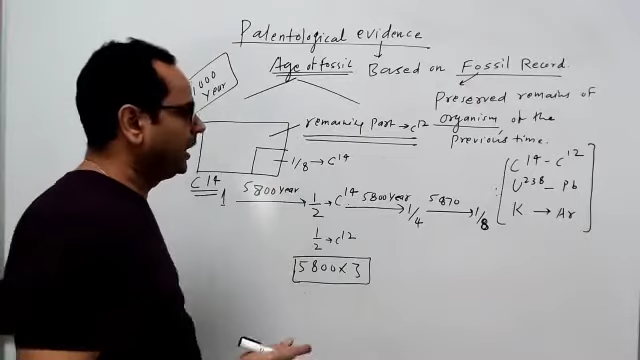 Palentological evidence
Age of fossil Based on Fossil Record.
1000
year
Preserved remains of
organism of the
previous time.
remaining part → C12
1/8 → C14
C14
1 5800 year 1/2 → C14 5800 year 1/4 5870 1/8
1/2 → C12
5800 × 3
C14 - C12
U238 - Pb
K → Ar